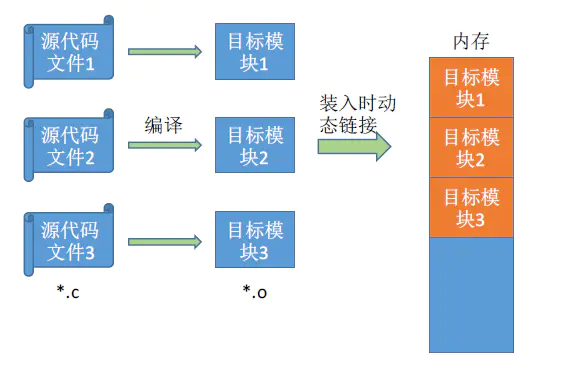 源代码
文件1
目标模
块1
源代码
文件2
编译
目标模
块2
源代码
文件3
目标模
块3
*.c
*.o
装入时动
态链接
内存
目标模
块1
目标模
块2
目标模
块3